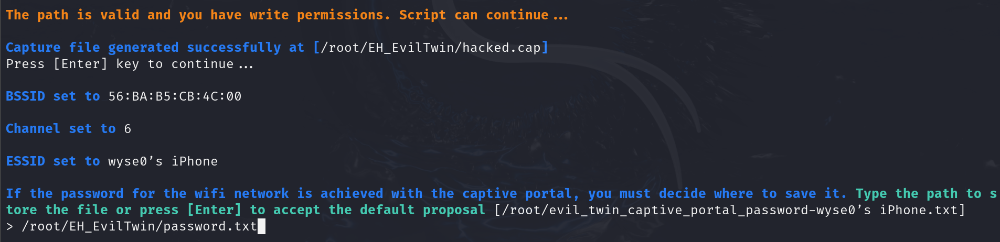 The path is valid and you have write permissions. Script can continue...
Capture file generated successfully at [/root/EH_EvilTwin/hacked.cap]
Press [Enter] key to continue...
BSSID set to 56:BA:B5:CB:4C:00
Channel set to 6
ESSID set to wyse0’s iPhone
If the password for the wifi network is achieved with the captive portal, you must decide where to save it. Type the path to s
tore the file or press [Enter] to accept the default proposal [/root/evil_twin_captive_portal_password-wyse0’s iPhone.txt]
> /root/EH_EvilTwin/password.txt